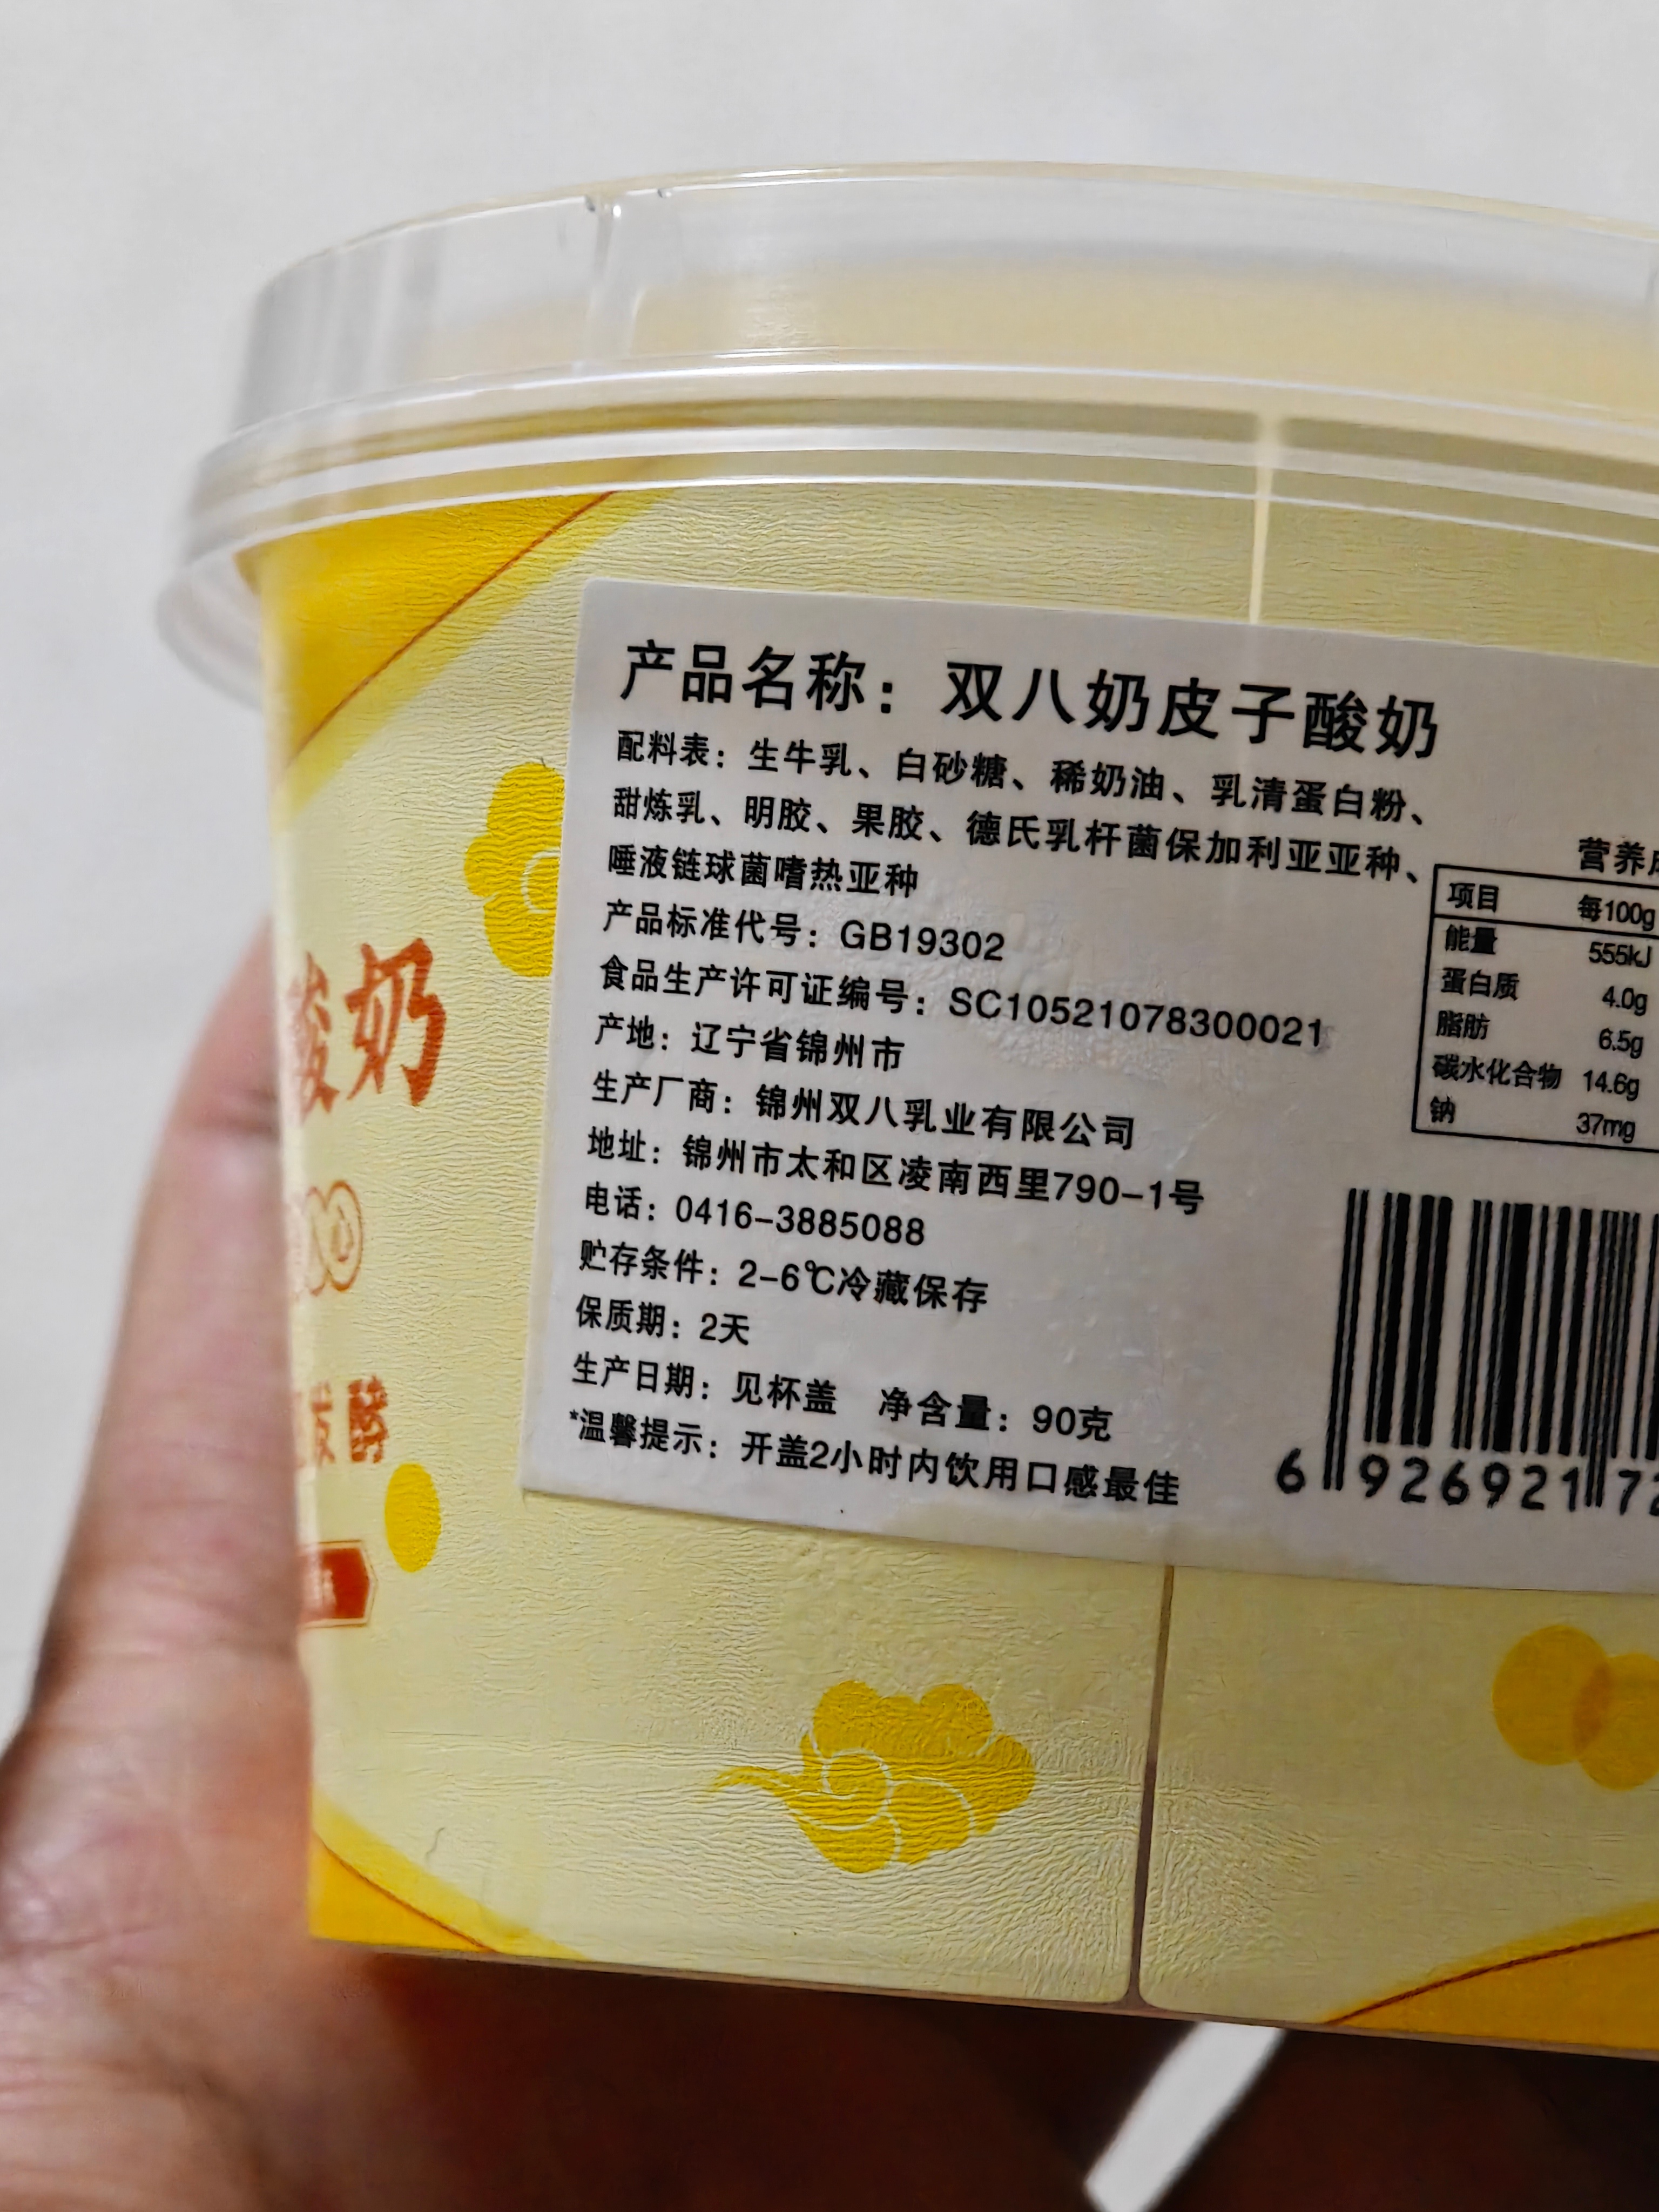 产品名称：双八奶皮子酸奶
配料表：生牛乳、白砂糖、稀奶油、乳清蛋白粉、
甜炼乳、明胶、果胶、德氏乳杆菌保加利亚亚种、
唾液链球菌嗜热亚种
产品标准代号：GB19302
食品生产许可证编号：SC10521078300021
产地：辽宁省锦州市
生产厂商：锦州双八乳业有限公司
地址：锦州市太和区凌南西里790-1号
电话：0416-3885088
贮存条件：2-6℃冷藏保存
保质期：2天
生产日期：见杯盖 净含量：90克
*温馨提示：开盖2小时内饮用口感最佳
营养
项目 每100g
能量 555kJ
蛋白质 4.0g
脂肪 6.5g
碳水化合物 14.6g
钠 37mg
6 926921 7
酸奶
发酵